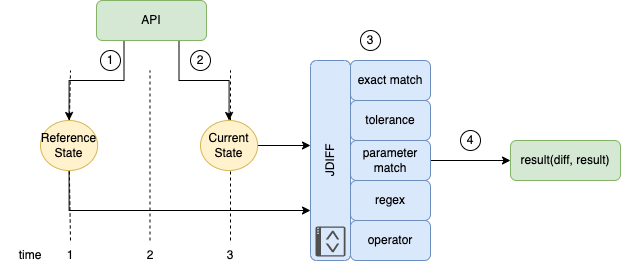 API
1
2
3
Reference
State
Current
State
JDIFF
exact match
tolerance
parameter
match
regex
operator
4
result(diff, result)
time
1
2
3